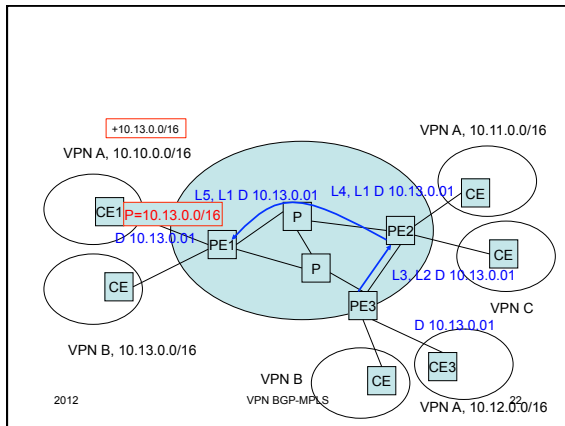 +10.13.0.0/16
VPN A, 10.10.0.0/16
VPN A, 10.11.0.0/16
L5, L1 D 10.13.0.01
L4, L1 D 10.13.0.01
CE
CE1
P=10.13.0.0/16
P
D 10.13.0.01
PE1
PE2
CE
P
L3, L2 D 10.13.0.01
CE
PE3
VPN C
D 10.13.0.01
VPN B, 10.13.0.0/16
CE3
VPN B
CE
2012
VPN BGP-MPLS
22
VPN A, 10.12.0.0/16